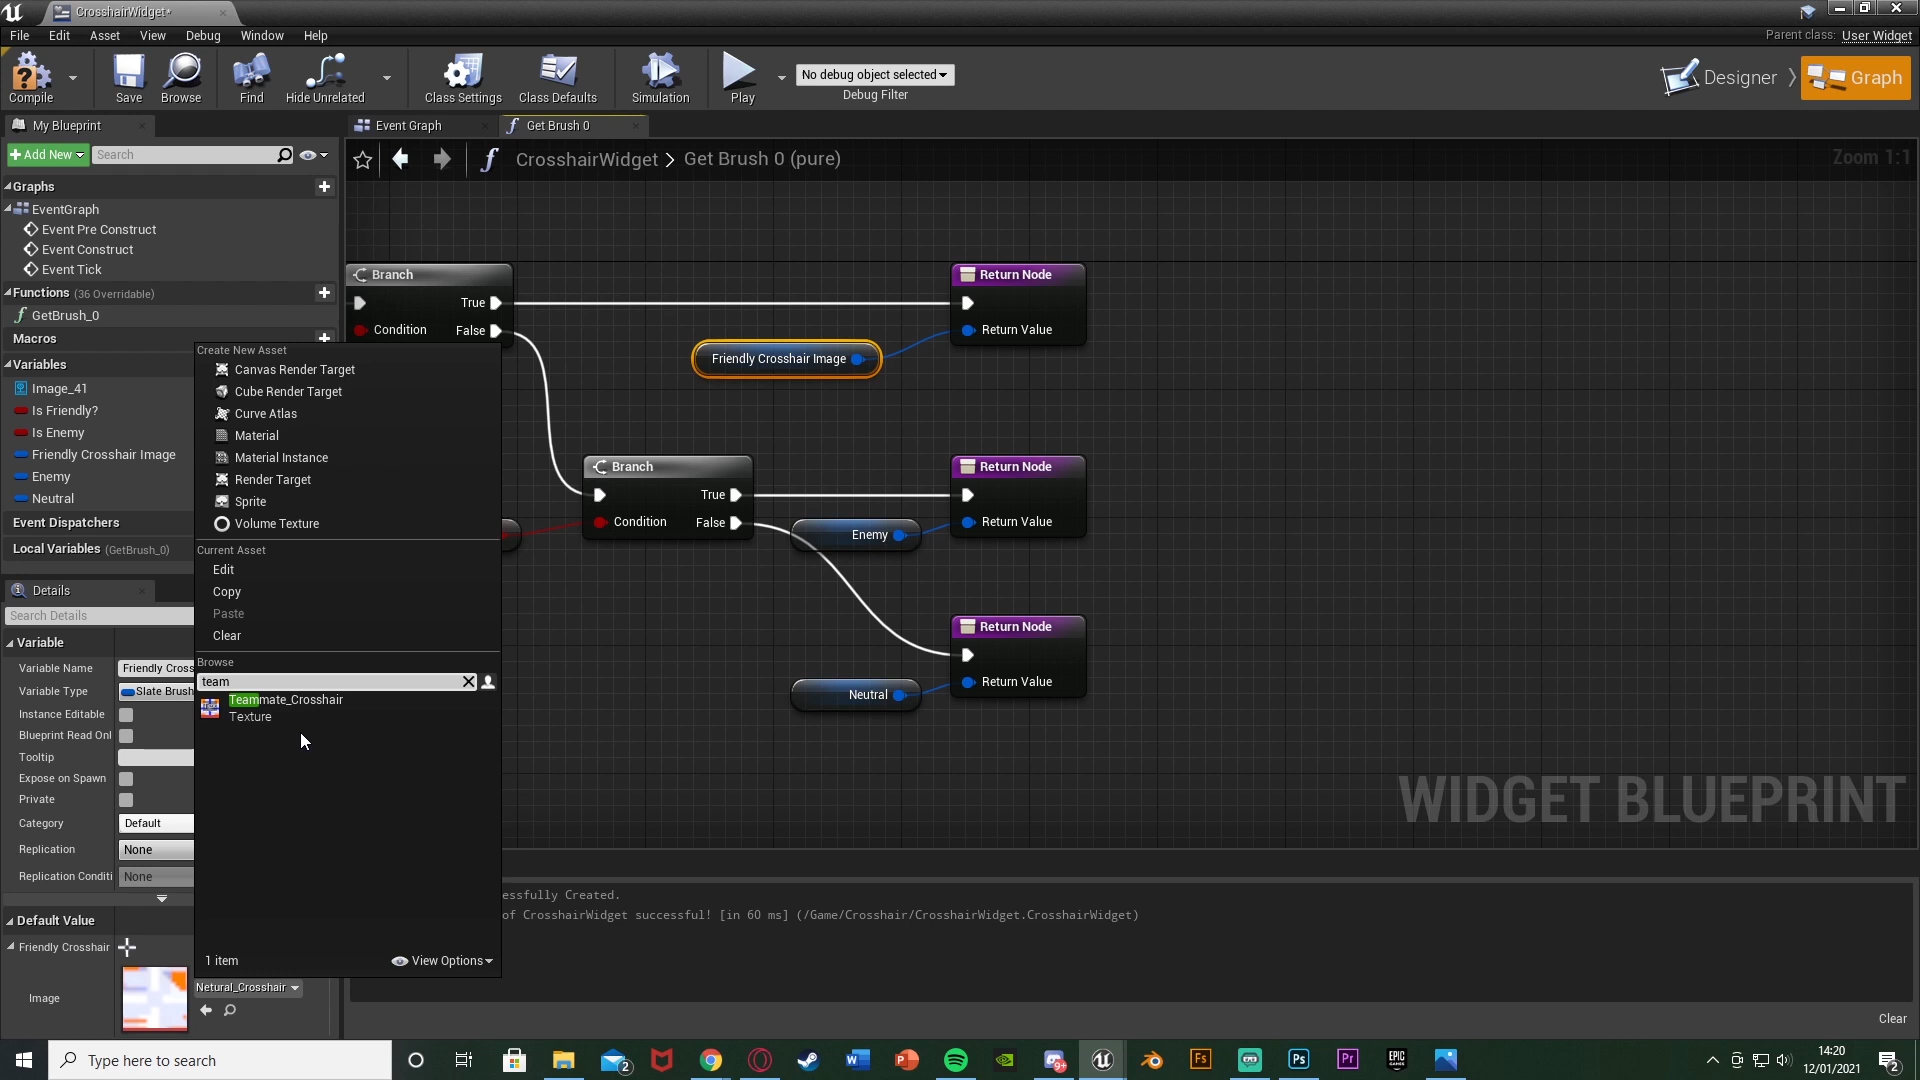 CrosshairWidget*
File Edit Asset View Debug Window Help
Parent class: User Widget
Compile Save Browse Find Hide Unrelated Class Settings Class Defaults Simulation Play
No debug object selected
Debug Filter
Designer Graph
My Blueprint Event Graph Get Brush 0
Add New Search
CrosshairWidget > Get Brush 0 (pure)
Zoom 1:1
Graphs
EventGraph
Event Pre Construct
Event Construct
Event Tick
Functions (36 Overridable)
GetBrush_0
Macros
Variables
Image_41
Is Friendly?
Is Enemy
Friendly Crosshair Image
Enemy
Neutral
Event Dispatchers
Local Variables (GetBrush_0)
Details
Search Details
Variable
Variable Name Friendly Cross
Variable Type Slate Brush
Instance Editable
Blueprint Read Onl
Tooltip
Expose on Spawn
Private
Category Default
Replication None
Replication Conditi None
Default Value
Friendly Crosshair
Image
Netural_Crosshair
Create New Asset
Canvas Render Target
Cube Render Target
Curve Atlas
Material
Material Instance
Render Target
Sprite
Volume Texture
Current Asset
Edit
Copy
Paste
Clear
Browse
team
Teammate_Crosshair
Texture
1 item
View Options
Branch
True
Condition False
Return Node
Return Value
Friendly Crosshair Image
Branch
True
Condition False
Return Node
Return Value
Enemy
Return Node
Return Value
Neutral
WIDGET BLUEPRINT
essfully Created.
of CrosshairWidget successful! [in 60 ms] (/Game/Crosshair/CrosshairWidget.CrosshairWidget)
Clear
Type here to search
2
W
P
9+
Fs
Ps
Pr
EPIC GAMES
14:20
12/01/2021
2